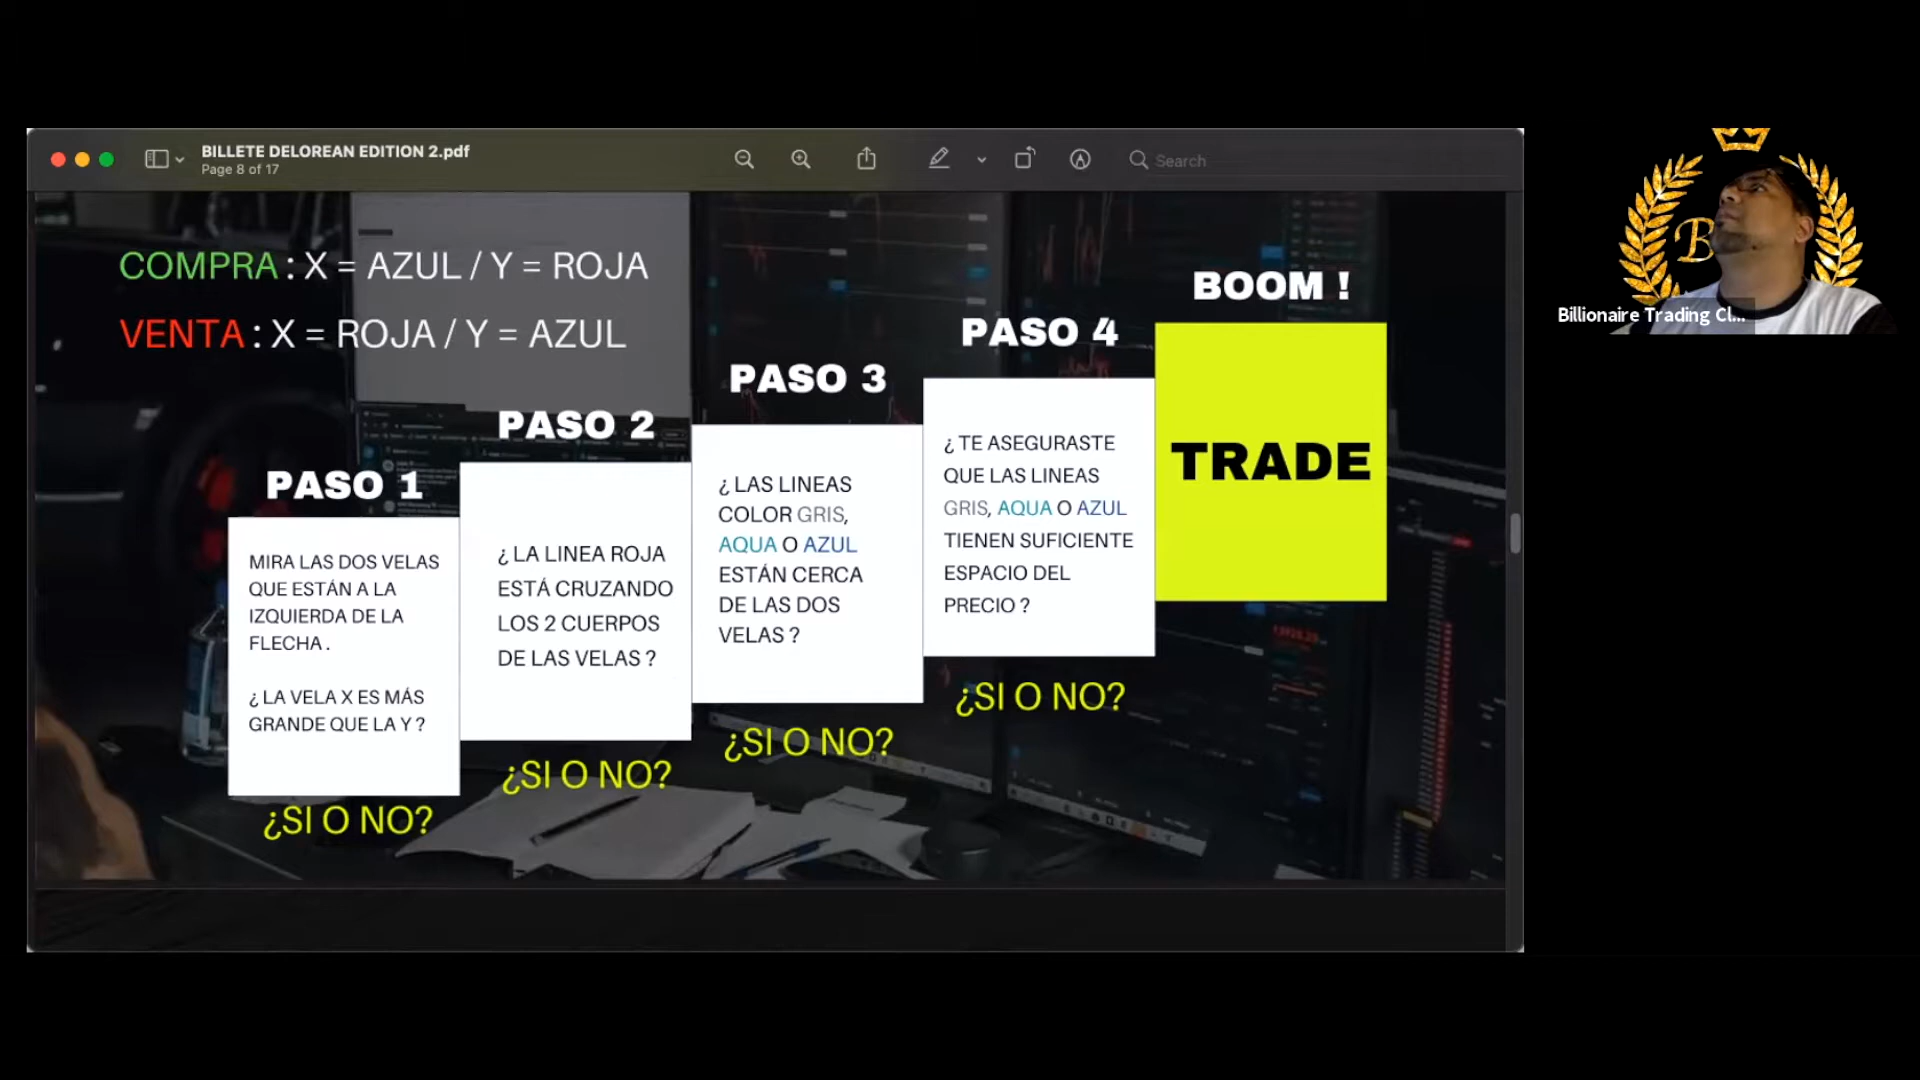 BILLETE DELOREAN EDITION 2.pdf
Page 8 of 17
Search
COMPRA : X = AZUL / Y = ROJA
VENTA : X = ROJA / Y = AZUL
PASO 1
MIRA LAS DOS VELAS
QUE ESTÁN A LA
IZQUIERDA DE LA
FLECHA .
¿ LA VELA X ES MÁS
GRANDE QUE LA Y ?
¿SI O NO?
PASO 2
¿ LA LINEA ROJA
ESTÁ CRUZANDO
LOS 2 CUERPOS
DE LAS VELAS ?
¿SI O NO?
PASO 3
¿ LAS LINEAS
COLOR GRIS,
AQUA O AZUL
ESTÁN CERCA
DE LAS DOS
VELAS ?
¿SI O NO?
PASO 4
¿ TE ASEGURASTE
QUE LAS LINEAS
GRIS, AQUA O AZUL
TIENEN SUFICIENTE
ESPACIO DEL
PRECIO ?
¿SI O NO?
BOOM !
TRADE
B
Billionaire Trading Cl...